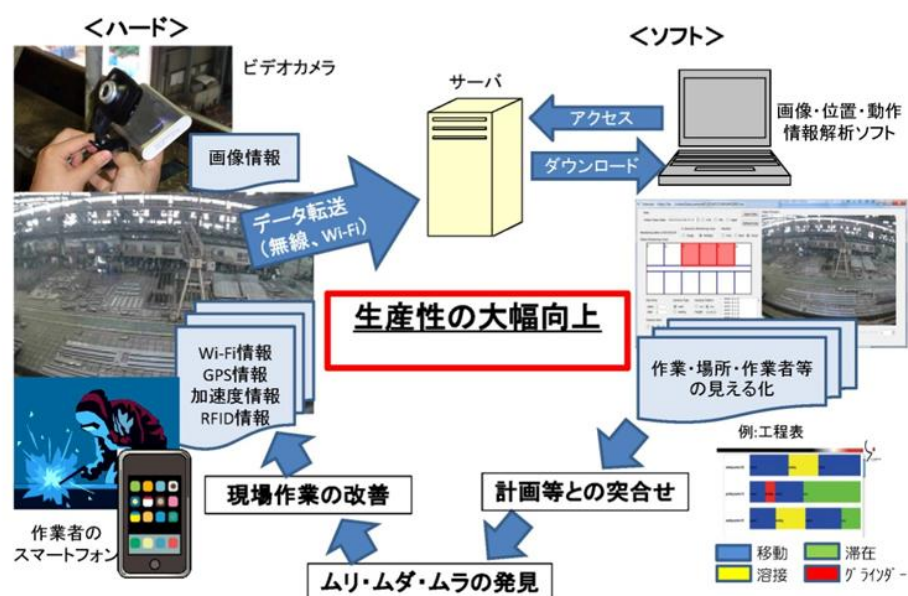 ＜ハード＞
ビデオカメラ
画像情報
データ転送
（無線、Wi-Fi）
Wi-Fi情報
GPS情報
加速度情報
RFID情報
作業者の
スマートフォン
サーバ
＜ソフト＞
アクセス
ダウンロード
画像・位置・動作
情報解析ソフト
生産性の大幅向上
作業・場所・作業者等
の見える化
例:工程表
移動
滞在
溶接
グラインダー
計画等との突合せ
ムリ・ムダ・ムラの発見
現場作業の改善